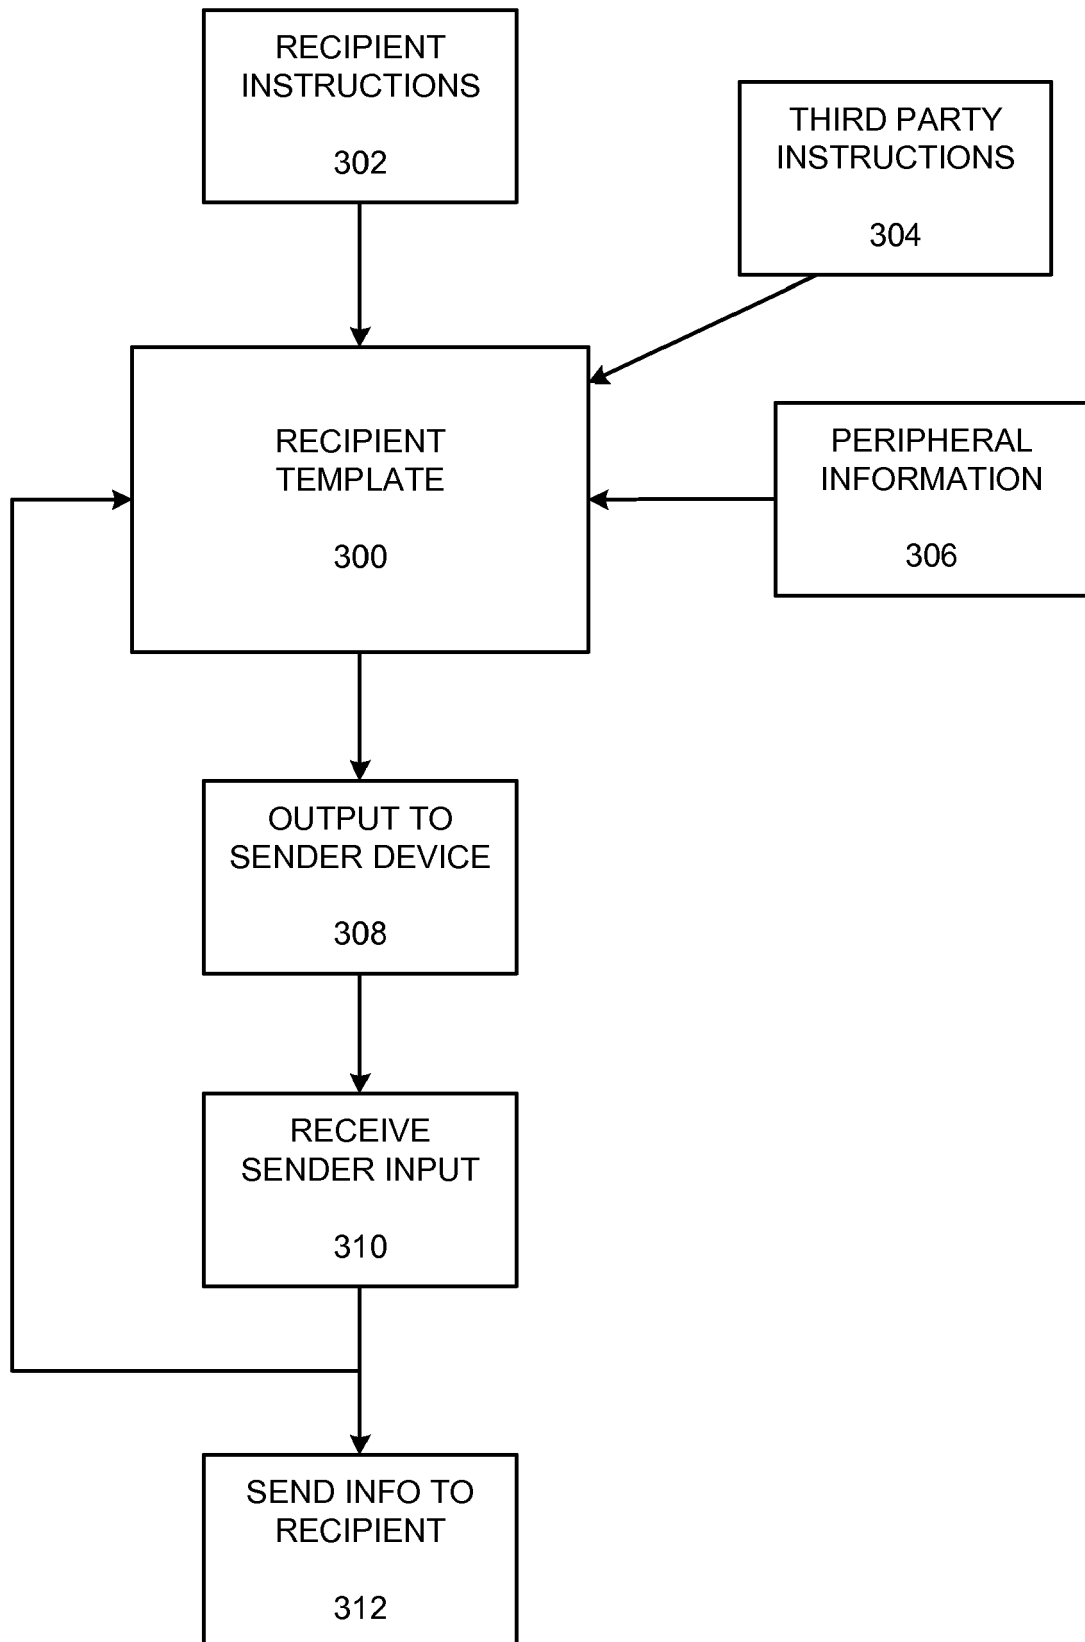 RECIPIENT
INSTRUCTIONS
302
THIRD PARTY
INSTRUCTIONS
304
RECIPIENT
TEMPLATE
300
PERIPHERAL
INFORMATION
306
OUTPUT TO
SENDER DEVICE
308
RECEIVE
SENDER INPUT
310
SEND INFO TO
RECIPIENT
312